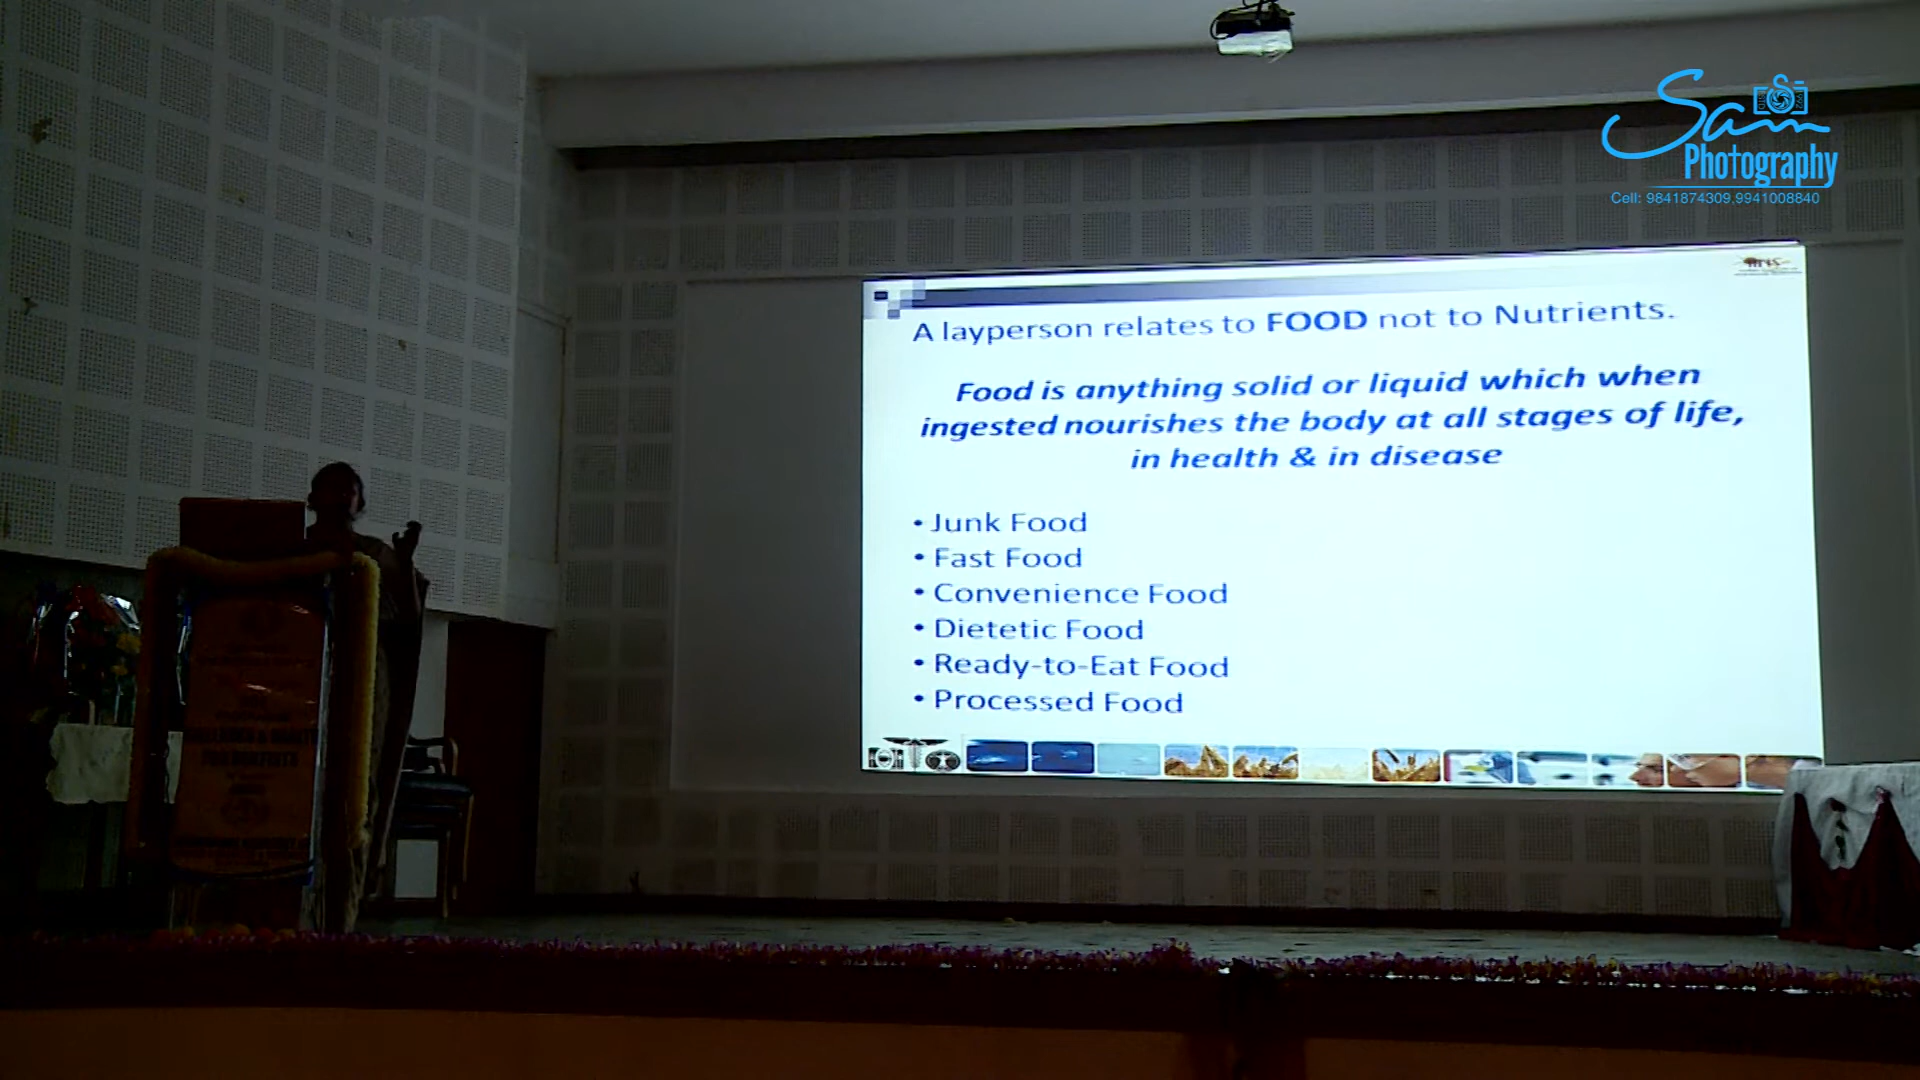 Sam
Photography
Cell: 9841874309,9941008840
A layperson relates to FOOD not to Nutrients.
Food is anything solid or liquid which when
ingested nourishes the body at all stages of life,
in health & in disease
• Junk Food
• Fast Food
• Convenience Food
• Dietetic Food
• Ready-to-Eat Food
• Processed Food